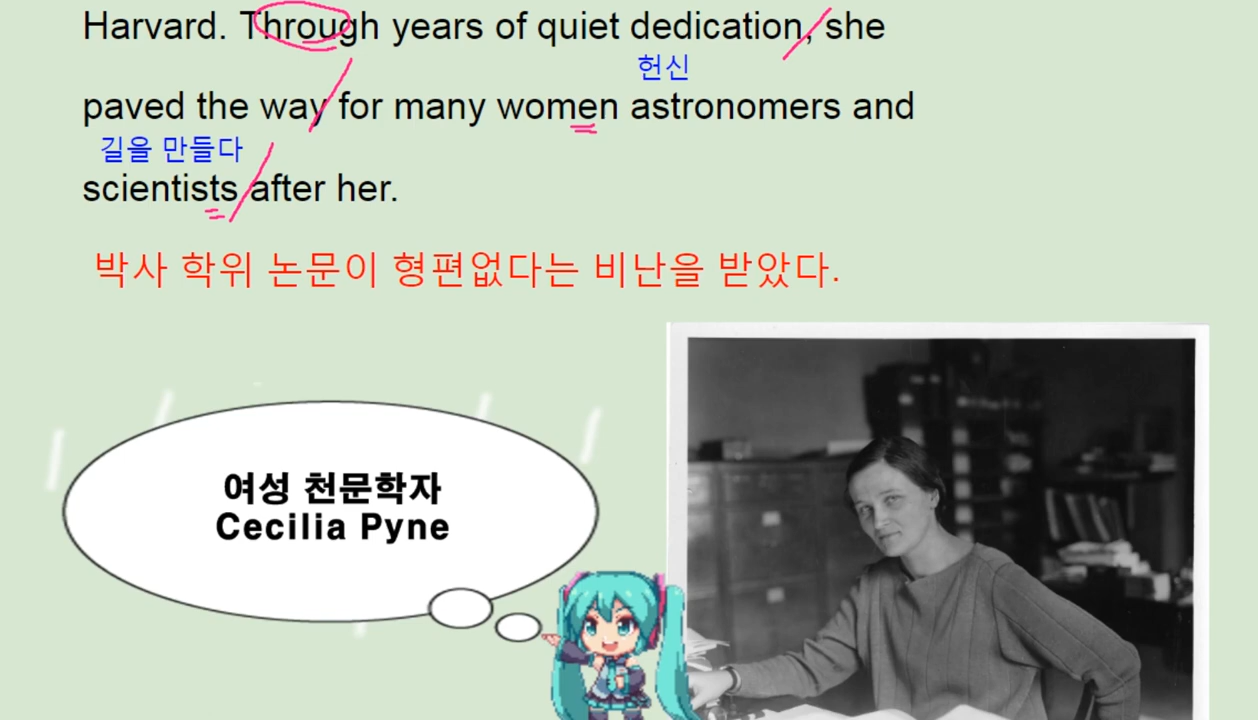 Harvard. Through years of quiet dedication, she
헌신
paved the way for many women astronomers and
길을 만들다
scientists after her.
박사 학위 논문이 형편없다는 비난을 받았다.
여성 천문학자
Cecilia Pyne